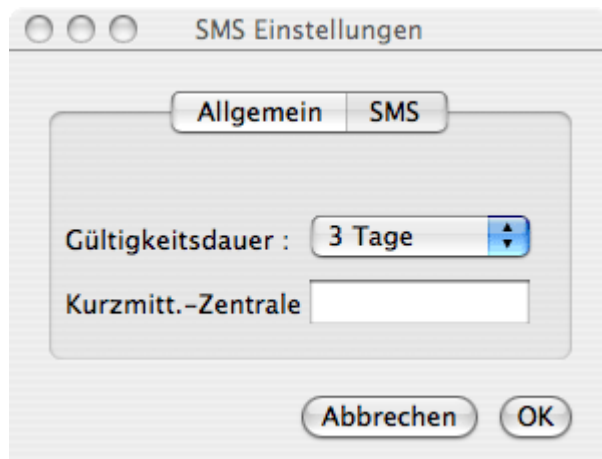 SMS Einstellungen
Allgemein SMS
Gültigkeitsdauer : 3 Tage
Kurzmitt.-Zentrale
Abbrechen OK